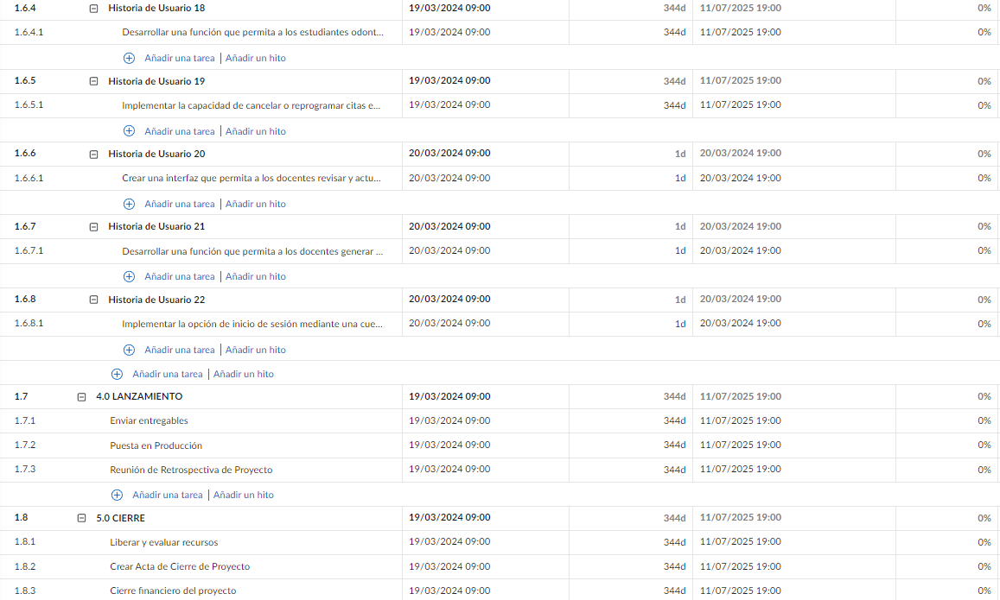 1.6.4 Historia de Usuario 18 19/03/2024 09:00 344d 11/07/2025 19:00 0%
1.6.4.1 Desarrollar una función que permita a los estudiantes odont... 19/03/2024 09:00 344d 11/07/2025 19:00 0%
Añadir una tarea | Añadir un hito
1.6.5 Historia de Usuario 19 19/03/2024 09:00 344d 11/07/2025 19:00 0%
1.6.5.1 Implementar la capacidad de cancelar o reprogramar citas e... 19/03/2024 09:00 344d 11/07/2025 19:00 0%
Añadir una tarea | Añadir un hito
1.6.6 Historia de Usuario 20 20/03/2024 09:00 1d 20/03/2024 19:00 0%
1.6.6.1 Crear una interfaz que permita a los docentes revisar y actu... 20/03/2024 09:00 1d 20/03/2024 19:00 0%
Añadir una tarea | Añadir un hito
1.6.7 Historia de Usuario 21 20/03/2024 09:00 1d 20/03/2024 19:00 0%
1.6.7.1 Desarrollar una función que permita a los docentes generar ... 20/03/2024 09:00 1d 20/03/2024 19:00 0%
Añadir una tarea | Añadir un hito
1.6.8 Historia de Usuario 22 20/03/2024 09:00 1d 20/03/2024 19:00 0%
1.6.8.1 Implementar la opción de inicio de sesión mediante una cue... 20/03/2024 09:00 1d 20/03/2024 19:00 0%
Añadir una tarea | Añadir un hito
Añadir una tarea | Añadir un hito
1.7 4.0 LANZAMIENTO 19/03/2024 09:00 344d 11/07/2025 19:00 0%
1.7.1 Enviar entregables 19/03/2024 09:00 344d 11/07/2025 19:00 0%
1.7.2 Puesta en Producción 19/03/2024 09:00 344d 11/07/2025 19:00 0%
1.7.3 Reunión de Retrospectiva de Proyecto 19/03/2024 09:00 344d 11/07/2025 19:00 0%
Añadir una tarea | Añadir un hito
1.8 5.0 CIERRE 19/03/2024 09:00 344d 11/07/2025 19:00 0%
1.8.1 Liberar y evaluar recursos 19/03/2024 09:00 344d 11/07/2025 19:00 0%
1.8.2 Crear Acta de Cierre de Proyecto 19/03/2024 09:00 344d 11/07/2025 19:00 0%
1.8.3 Cierre financiero del proyecto 19/03/2024 09:00 344d 11/07/2025 19:00 0%